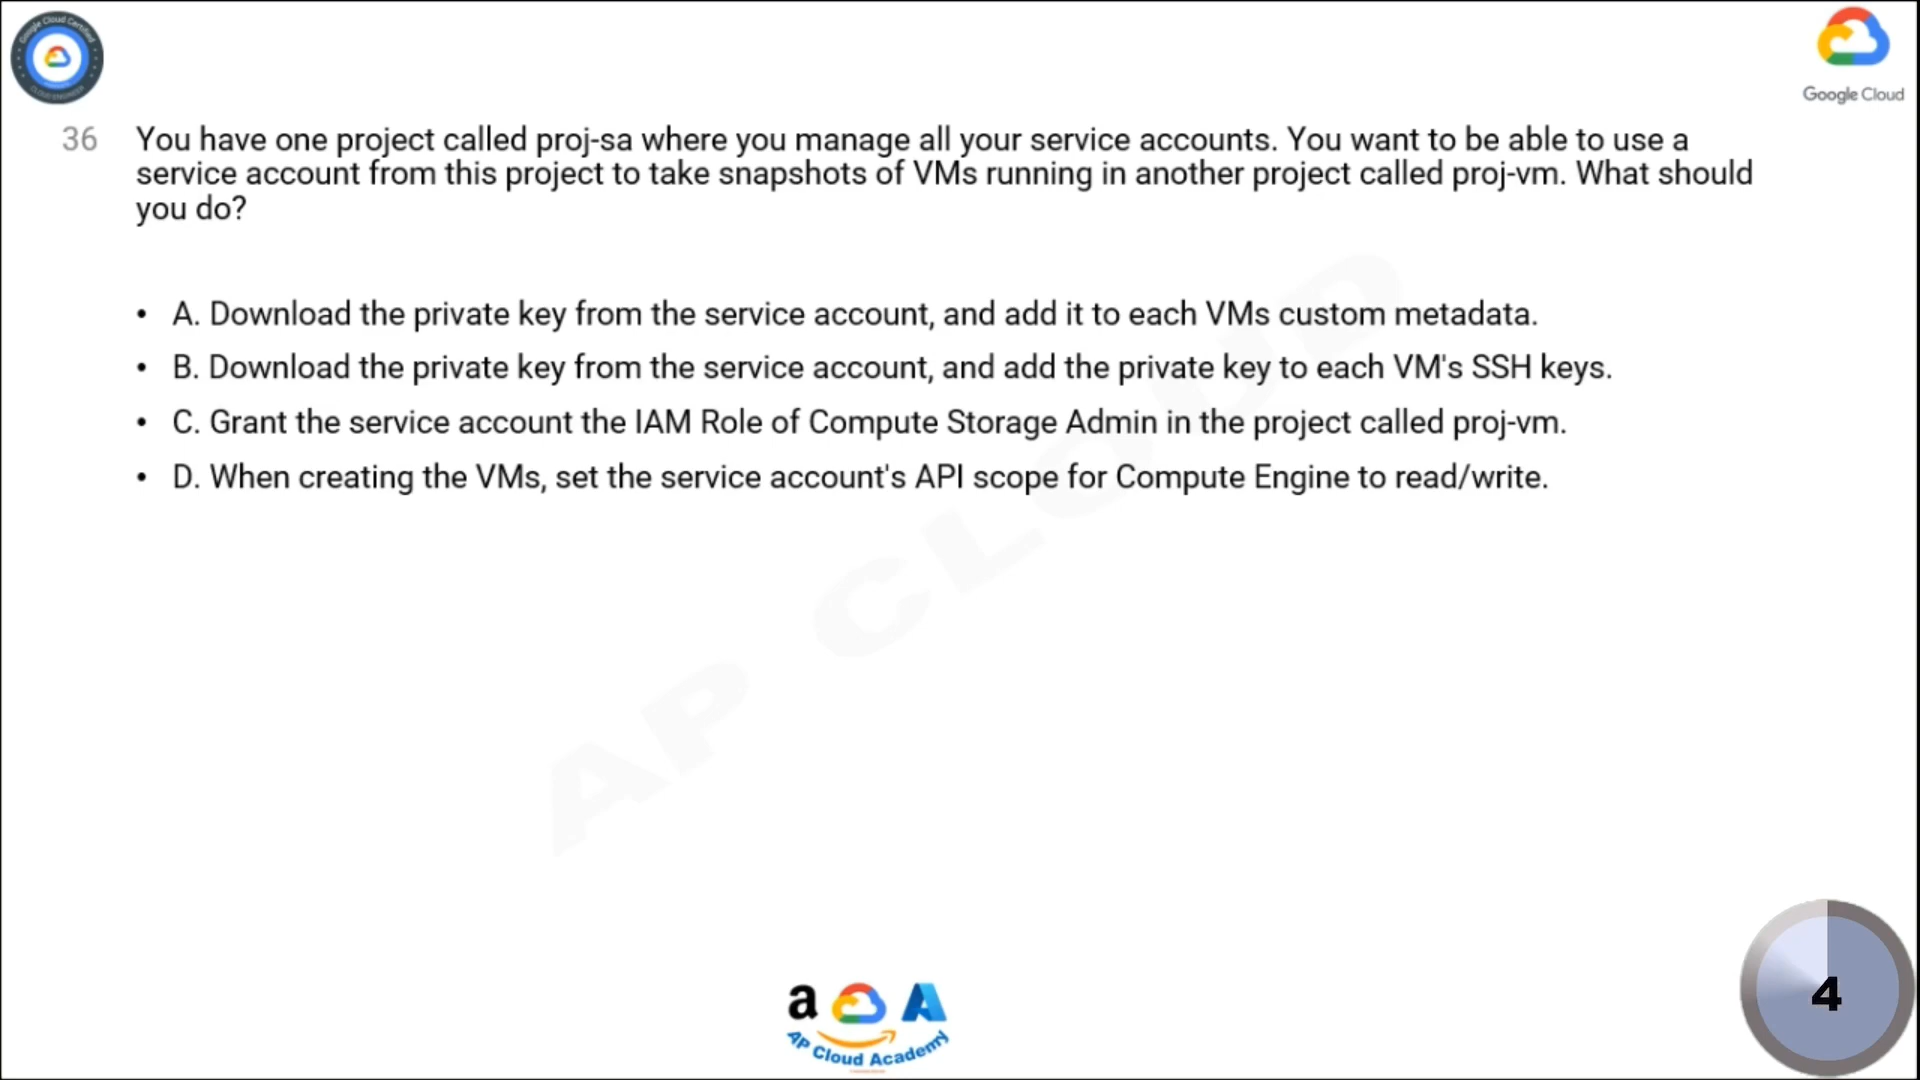 Google Cloud Certified
CLOUD ENGINEER
Google Cloud
36 You have one project called proj-sa where you manage all your service accounts. You want to be able to use a
service account from this project to take snapshots of VMs running in another project called proj-vm. What should
you do?
• A. Download the private key from the service account, and add it to each VMs custom metadata.
• B. Download the private key from the service account, and add the private key to each VM's SSH keys.
• C. Grant the service account the IAM Role of Compute Storage Admin in the project called proj-vm.
• D. When creating the VMs, set the service account's API scope for Compute Engine to read/write.
AP CLOUD
4
a
AP Cloud Academy